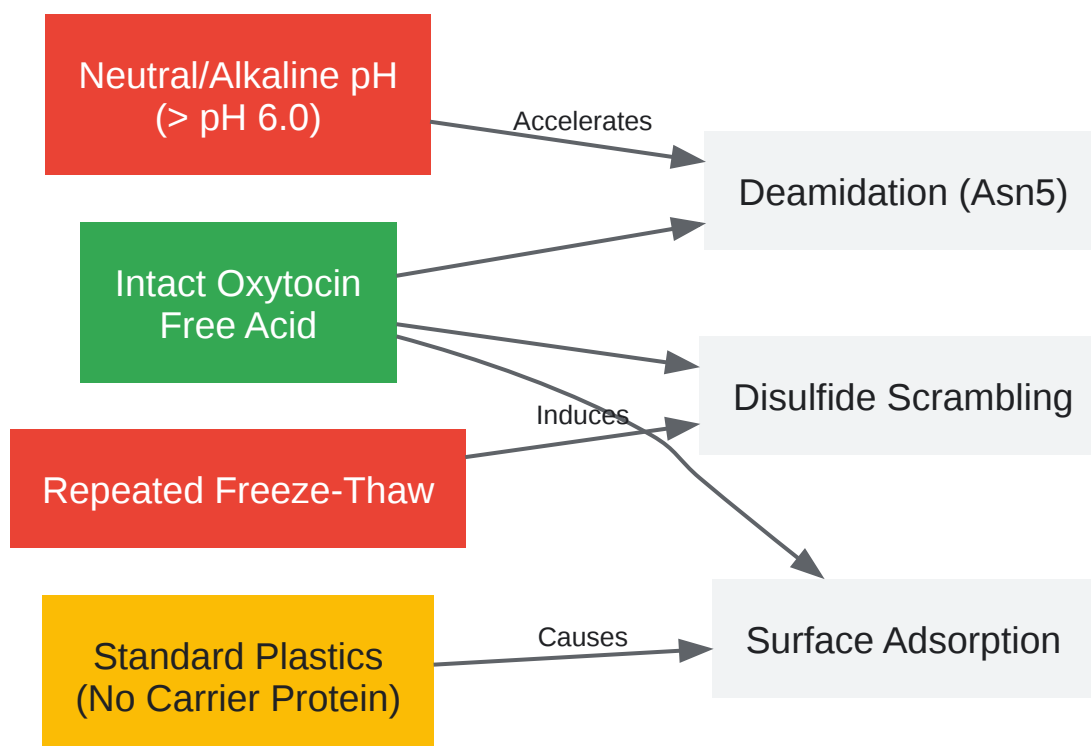 Neutral/Alkaline pH
(> pH 6.0)
Accelerates
Deamidation (Asn5)
Intact Oxytocin
Free Acid
Disulfide Scrambling
Induces
Repeated Freeze-Thaw
Standard Plastics
(No Carrier Protein)
Causes
Surface Adsorption